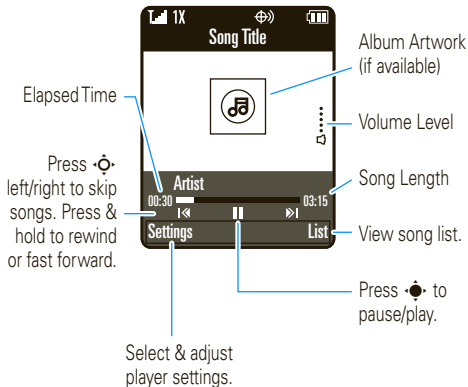 1X
Song Title
Album Artwork
(if available)
Elapsed Time
Volume Level
Press
left/right to skip
songs. Press &
hold to rewind
or fast forward.
Artist
00:30
03:15
Song Length
Settings
List
View song list.
Press to
pause/play.
Select & adjust
player settings.